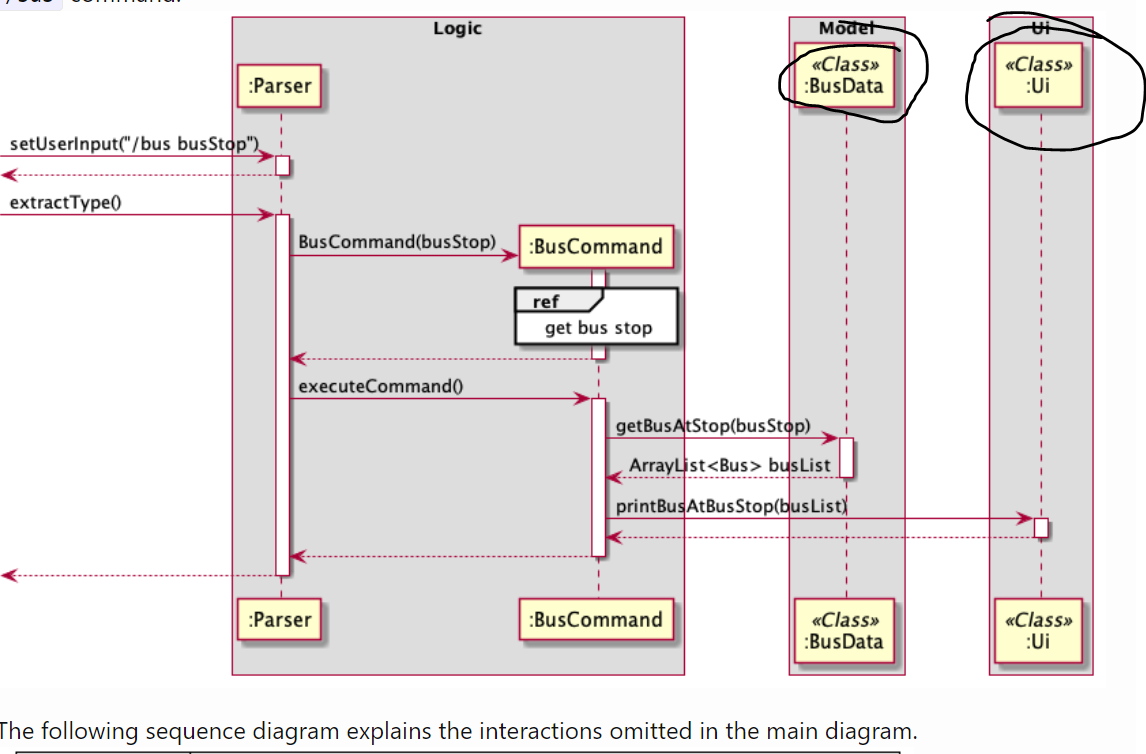 /bus command.
Logic
Model
Ui
:Parser
«Class»
:BusData
«Class»
:Ui
setUserInput("/bus busStop")
extractType()
BusCommand(busStop)
:BusCommand
ref
get bus stop
executeCommand()
getBusAtStop(busStop)
ArrayList<Bus> busList
printBusAtBusStop(busList)
:Parser
:BusCommand
«Class»
:BusData
«Class»
:Ui
The following sequence diagram explains the interactions omitted in the main diagram.